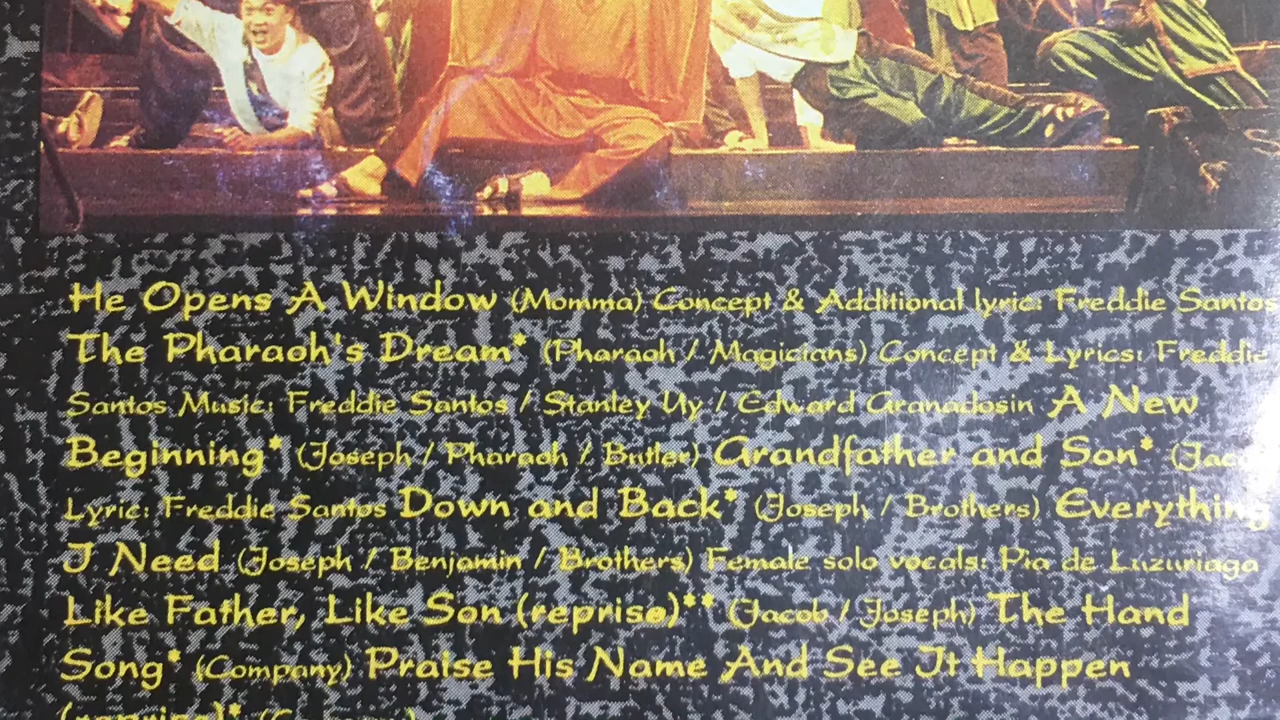 He Opens A Window (Momma) Concept & Additional lyric: Freddie Santos
The Pharaoh's Dream* (Pharaoh / Magicians) Concept & Lyrics: Freddie
Santos Music: Freddie Santos / Stanley Uy / Edward Granadosin A New
Beginning* (Joseph / Pharaoh / Butler) Grandfather and Son*
Lyric: Freddie Santos Down and Back* (Joseph / Brothers) Everything
I Need (Joseph / Benjamin / Brothers) Female solo vocals: Pia de Luzuriaga
Like Father, Like Son (reprise)** (Jacob / Joseph) The Hand
Song* (Company) Praise His Name And See It Happen
(reprise)*